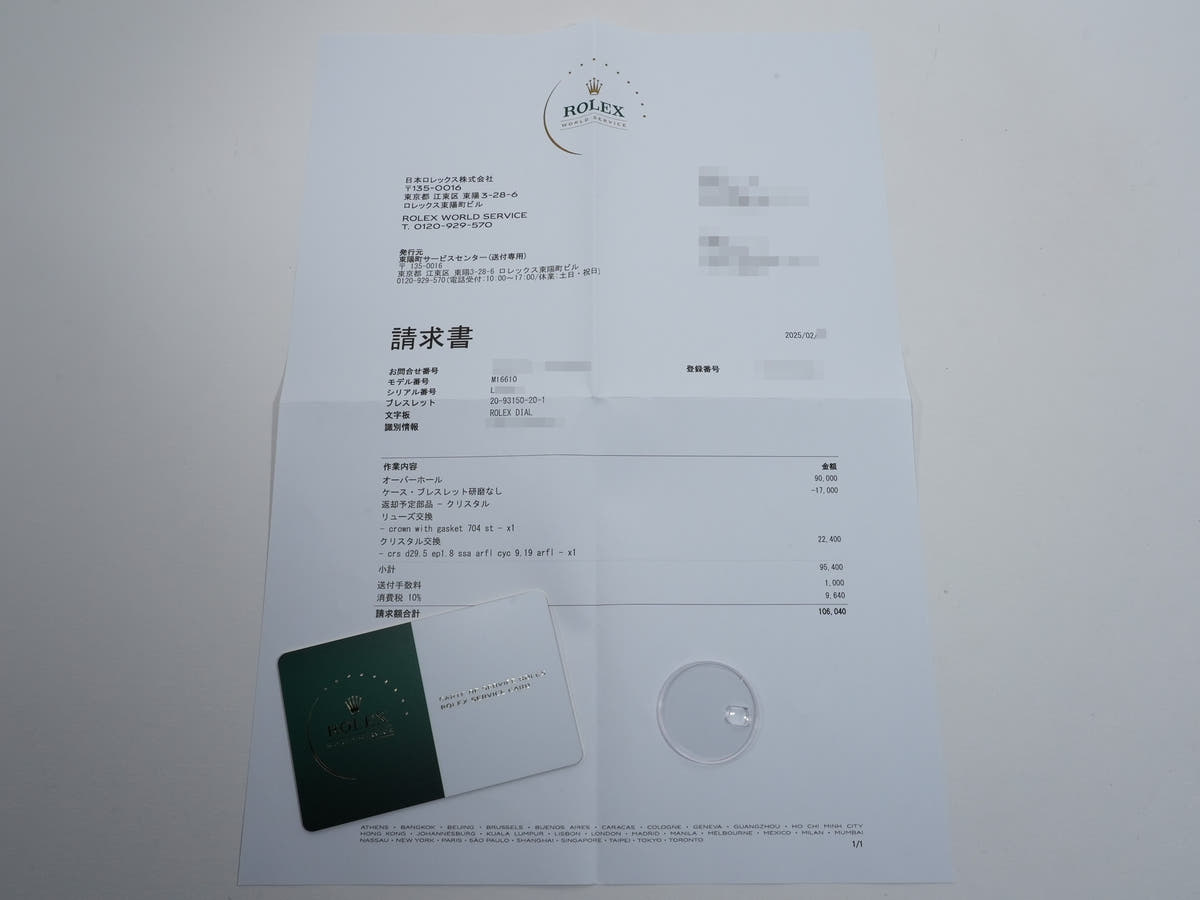 ROLEX
WORLD SERVICE
日本ロレックス株式会社
〒135-0016
東京都 江東区 東陽3-28-6
ロレックス東陽町ビル
ROLEX WORLD SERVICE
T. 0120-929-570
発行元
東陽町サービスセンター(送付専用)
〒 135-0016
東京都 江東区 東陽3-28-6 ロレックス東陽町ビル
0120-929-570(電話受付:10:00~17:00/休業:土日・祝日)
請求書
2025/02/
お問合せ番号
登録番号
モデル番号 M16610
シリアル番号 L
ブレスレット 20-93150-20-1
文字板 ROLEX DIAL
識別情報
作業内容 金額
オーバーホール 90,000
ケース・ブレスレット研磨なし -17,000
返却予定部品 - クリスタル
リューズ交換
- crown with gasket 704 st - x1
クリスタル交換 22,400
- crs d29.5 ep1.8 ssa arfl cyc 9.19 arfl - x1
小計 95,400
送付手数料 1,000
消費税 10% 9,640
請求額合計 106,040
CARTE DE SERVICE ROLEX
ROLEX SERVICE CARD
ROLEX
WORLD SERVICE
ATHENS • BANGKOK • BEIJING • BRUSSELS • BUENOS AIRES • CARACAS • COLOGNE • GENEVA • GUANGZHOU • HO CHI MINH CITY
HONG KONG • JOHANNESBURG • KUALA LUMPUR • LISBON • LONDON • MADRID • MANILA • MELBOURNE • MEXICO • MILAN • MUMBAI
NASSAU • NEW YORK • PARIS • SÃO PAULO • SHANGHAI • SINGAPORE • TAIPEI • TOKYO • TORONTO
1/1